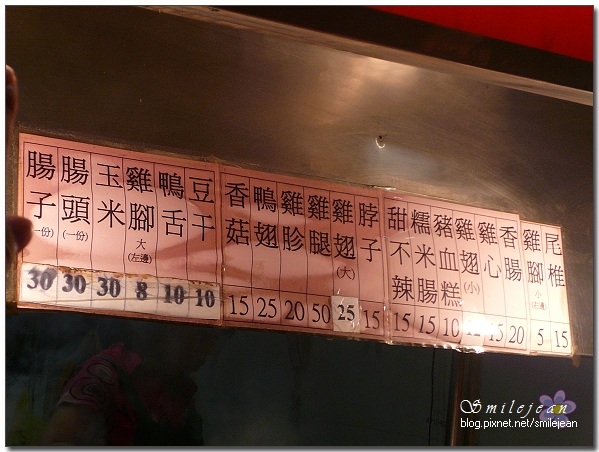 腸子(一份) 30
腸頭(一份) 30
玉米 30
雞腳大(左邊) 8
鴨舌 10
豆干 10
香菇 15
鴨翅 25
雞胗 20
雞腿 50
雞翅(大) 25
脖子 15
甜不辣 15
糯米腸 15
豬血糕 10
雞翅(小) 12
雞心 15
香腸 20
雞腳小(右邊) 5
尾椎 15
Smilejean
blog.pixnet.net/smilejean